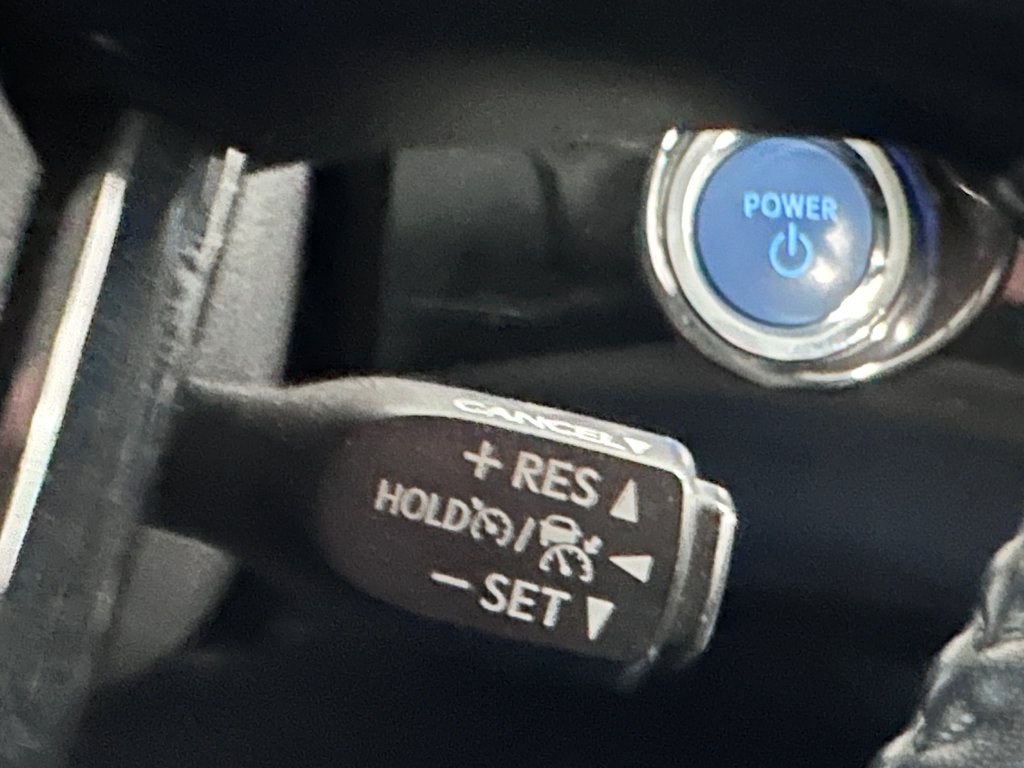 POWER
CANCEL▼
+ RES ▲
HOLD / ◀
− SET ▼